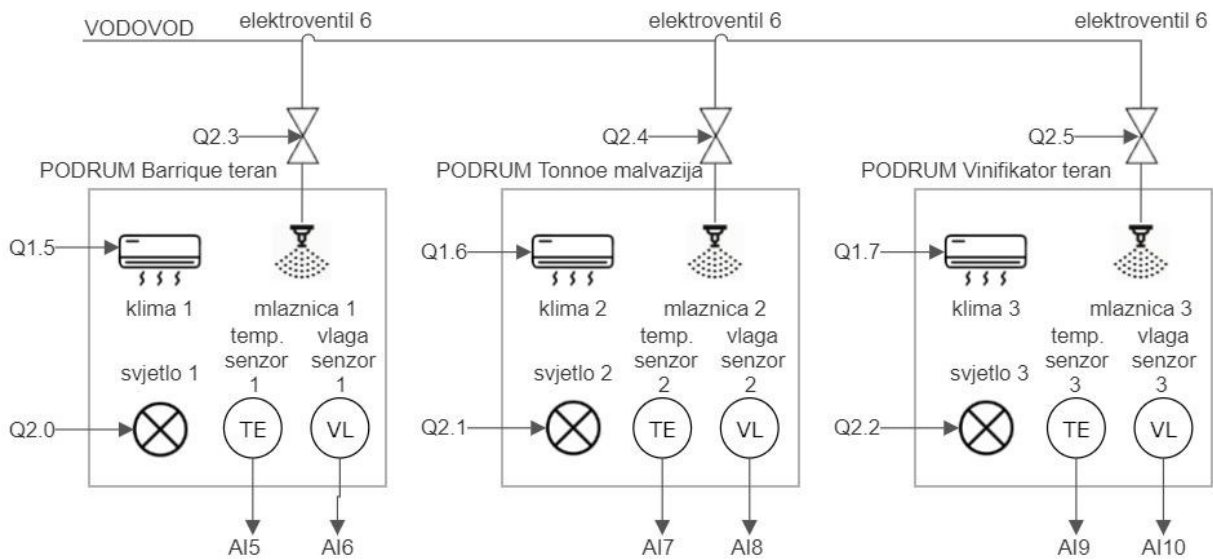 VODOVOD
elektroventil 6
elektroventil 6
elektroventil 6
Q2.3
Q2.4
Q2.5
PODRUM Barrique teran
PODRUM Tonnoe malvazija
PODRUM Vinifikator teran
Q1.5
klima 1
mlaznica 1
temp.
senzor
1
vlaga
senzor
1
svjetlo 1
Q2.0
TE
VL
AI5
AI6
Q1.6
klima 2
mlaznica 2
temp.
senzor
2
vlaga
senzor
2
svjetlo 2
Q2.1
TE
VL
AI7
AI8
Q1.7
klima 3
mlaznica 3
temp.
senzor
3
vlaga
senzor
3
svjetlo 3
Q2.2
TE
VL
AI9
AI10